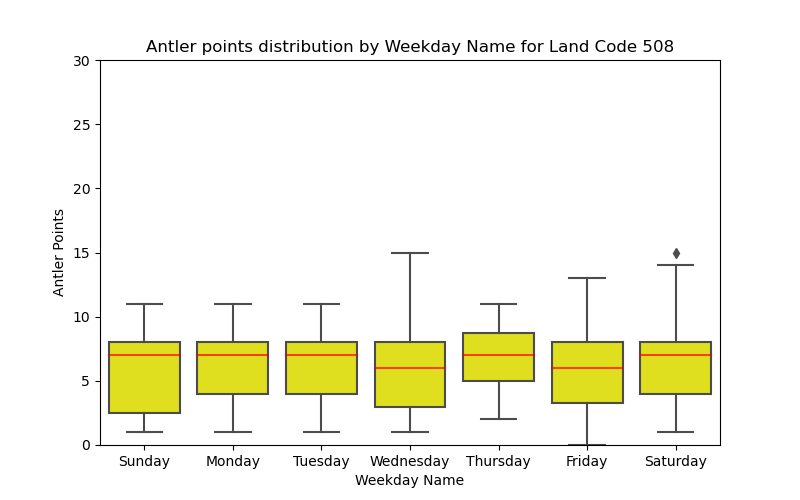 Antler points distribution by Weekday Name for Land Code 508
30
25
20
15
10
5
0
Antler Points
Sunday Monday Tuesday Wednesday Thursday Friday Saturday
Weekday Name